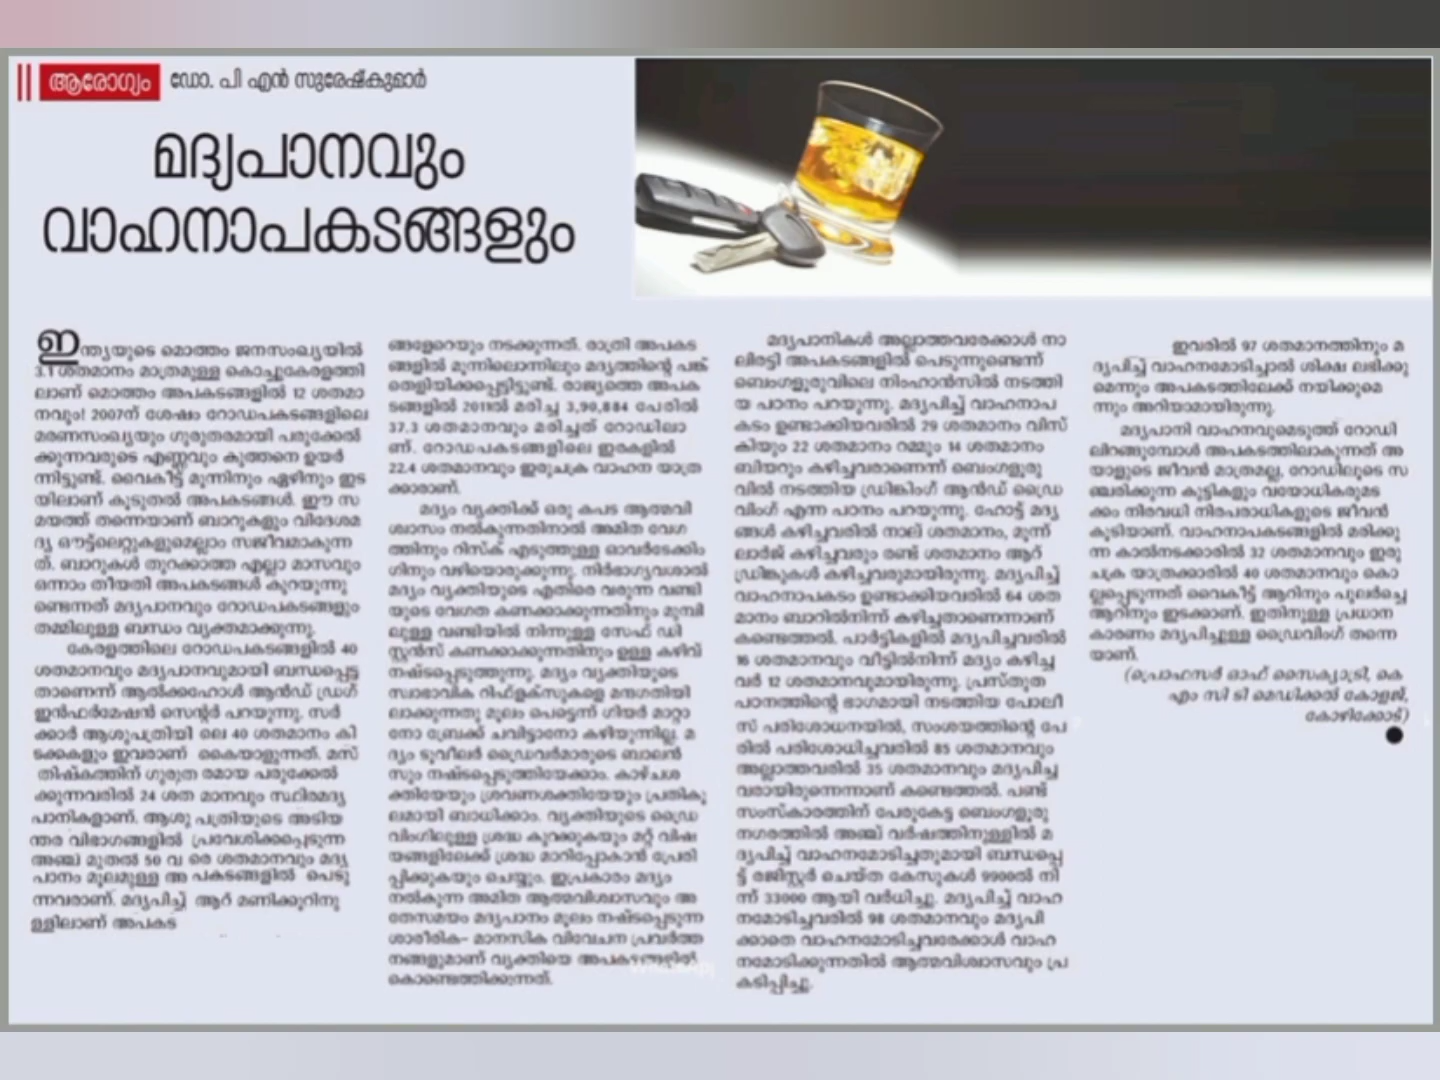 ആരോഗ്യം ഡോ. പി എൻ സുരേഷ്കുമാർ
മദ്യപാനവും
വാഹനാപകടങ്ങളും
ഇന്ത്യയുടെ മൊത്തം ജനസംഖ്യയിൽ
3.1 ശതമാനം മാത്രമുള്ള കൊച്ചുകേരളത്തി
ലാണ് മൊത്തം അപകടങ്ങളിൽ 12 ശതമാ
നവും! 2007ന് ശേഷം റോഡപകടങ്ങളിലെ
മരണസംഖ്യയും ഗുരുതരമായി പരുക്കേൽ
ക്കുന്നവരുടെ എണ്ണവും കുത്തനെ ഉയർ
ന്നിട്ടുണ്ട്. വൈകീട്ട് മൂന്നിനും ഏഴിനും ഇട
യിലാണ് കൂടുതൽ അപകടങ്ങൾ. ഈ സ
മയത്ത് തന്നെയാണ് ബാറുകളും വിദേശമ
ദ്യ ഔട്ട്ലെറ്റുകളുമെല്ലാം സജീവമാകുന്ന
ത്. ബാറുകൾ തുറക്കാത്ത എല്ലാ മാസവും
ഒന്നാം തീയതി അപകടങ്ങൾ കുറയുന്നു
ണ്ടെന്നത് മദ്യപാനവും റോഡപകടങ്ങളും
തമ്മിലുള്ള ബന്ധം വ്യക്തമാക്കുന്നു.
കേരളത്തിലെ റോഡപകടങ്ങളിൽ 40
ശതമാനവും മദ്യപാനവുമായി ബന്ധപ്പെട്ട
താണെന്ന് ആൽക്കഹോൾ ആൻഡ് ഡ്രഗ്
ഇൻഫർമേഷൻ സെന്റർ പറയുന്നു. സർ
ക്കാർ ആശുപത്രിയി ലെ 40 ശതമാനം കി
ടക്കകളും ഇവരാണ് കൈയാളുന്നത്. മസ്
തിഷ്കത്തിന് ഗുരുത രമായ പരുക്കേൽ
ക്കുന്നവരിൽ 24 ശത മാനവും സ്ഥിരമദ്യ
പാനികളാണ്. ആശു പത്രിയുടെ അടിയ
ന്തര വിഭാഗങ്ങളിൽ പ്രവേശിക്കപ്പെടുന്ന
അഞ്ച് മുതൽ 50 വ രെ ശതമാനവും മദ്യ
പാനം മൂലമുള്ള അ പകടങ്ങളിൽ പെടു
ന്നവരാണ്. മദ്യപിച്ച് ആറ് മണിക്കൂറിനു
ള്ളിലാണ് അപകട
ങ്ങളേറെയും നടക്കുന്നത്. രാത്രി അപകട
ങ്ങളിൽ മൂന്നിലൊന്നിലും മദ്യത്തിന്റെ പങ്ക്
തെളിയിക്കപ്പെട്ടിട്ടുണ്ട്. രാജ്യത്തെ അപക
ടങ്ങളിൽ 2011ൽ മരിച്ച 3,90,884 പേരിൽ
37.3 ശതമാനവും മരിച്ചത് റോഡിലാ
ണ്. റോഡപകടങ്ങളിലെ ഇരകളിൽ
22.4 ശതമാനവും ഇരുചക്ര വാഹന യാത്ര
ക്കാരാണ്.
മദ്യം വ്യക്തിക്ക് ഒരു കപട ആത്മവി
ശ്വാസം നൽകുന്നതിനാൽ അമിത വേഗ
ത്തിനും റിസ്ക് എടുത്തുള്ള ഓവർടേക്കിം
ഗിനും വഴിയൊരുക്കുന്നു. നിർഭാഗ്യവശാൽ
മദ്യം വ്യക്തിയുടെ എതിരെ വരുന്ന വണ്ടി
യുടെ വേഗത കണക്കാക്കുന്നതിനും മുമ്പി
ലുള്ള വണ്ടിയിൽ നിന്നുള്ള സേഫ് ഡി
സ്റ്റൻസ് കണക്കാക്കുന്നതിനും ഉള്ള കഴിവ്
നഷ്ടപ്പെടുത്തുന്നു. മദ്യം വ്യക്തിയുടെ
സ്വാഭാവിക റിഫ്ളക്സുകളെ മന്ദഗതിയി
ലാക്കുന്നതു മൂലം പെട്ടെന്ന് ഗിയർ മാറ്റാ
നോ ബ്രേക്ക് ചവിട്ടാനോ കഴിയുന്നില്ല. മ
ദ്യം ടൂവീലർ ഡ്രൈവർമാരുടെ ബാലൻ
സും നഷ്ടപ്പെടുത്തിയേക്കാം. കാഴ്ചശ
ക്തിയേയും ശ്രവണശക്തിയേയും പ്രതികൂ
ലമായി ബാധിക്കാം. വ്യക്തിയുടെ ഡ്രൈ
വിംഗിലുള്ള ശ്രദ്ധ കുറക്കുകയും മറ്റ് വിഷ
യങ്ങളിലേക്ക് ശ്രദ്ധ മാറിപ്പോകാൻ പ്രേരി
പ്പിക്കുകയും ചെയ്യും. ഇപ്രകാരം മദ്യം
നൽകുന്ന അമിത ആത്മവിശ്വാസവും അ
തേസമയം മദ്യപാനം മൂലം നഷ്ടപ്പെടുന്ന
ശാരീരിക- മാനസിക വിവേചന പ്രവർത്ത
നങ്ങളുമാണ് വ്യക്തിയെ അപകടങ്ങളിൽ
കൊണ്ടെത്തിക്കുന്നത്.
മദ്യപാനികൾ അല്ലാത്തവരേക്കാൾ നാ
ലിരട്ടി അപകടങ്ങളിൽ പെടുന്നുണ്ടെന്ന്
ബെംഗളൂരുവിലെ നിംഹാൻസിൽ നടത്തി
യ പഠനം പറയുന്നു. മദ്യപിച്ച് വാഹനാപ
കടം ഉണ്ടാക്കിയവരിൽ 29 ശതമാനം വിസ്
കിയും 22 ശതമാനം റമ്മും 14 ശതമാനം
ബിയറും കഴിച്ചവരാണെന്ന് ബെംഗളൂരു
വിൽ നടത്തിയ ഡ്രിങ്കിംഗ് ആൻഡ് ഡ്രൈ
വിംഗ് എന്ന പഠനം പറയുന്നു. ഹോട്ട് മദ്യ
ങ്ങൾ കഴിച്ചവരിൽ നാല് ശതമാനം, മൂന്ന്
ലാർജ് കഴിച്ചവരും രണ്ട് ശതമാനം ആറ്
ഡ്രിങ്കുകൾ കഴിച്ചവരുമായിരുന്നു. മദ്യപിച്ച്
വാഹനാപകടം ഉണ്ടാക്കിയവരിൽ 64 ശത
മാനം ബാറിൽനിന്ന് കഴിച്ചതാണെന്നാണ്
കണ്ടെത്തൽ. പാർട്ടികളിൽ മദ്യപിച്ചവരിൽ
16 ശതമാനവും വീട്ടിൽനിന്ന് മദ്യം കഴിച്ച
വർ 12 ശതമാനവുമായിരുന്നു. പ്രസ്തുത
പഠനത്തിന്റെ ഭാഗമായി നടത്തിയ പോലീ
സ് പരിശോധനയിൽ, സംശയത്തിന്റെ പേ
രിൽ പരിശോധിച്ചവരിൽ 85 ശതമാനവും
അല്ലാത്തവരിൽ 35 ശതമാനവും മദ്യപിച്ച
വരായിരുന്നെന്നാണ് കണ്ടെത്തൽ. പണ്ട്
സംസ്കാരത്തിന് പേരുകേട്ട ബെംഗളൂരു
നഗരത്തിൽ അഞ്ച് വർഷത്തിനുള്ളിൽ മ
ദ്യപിച്ച് വാഹനമോടിച്ചതുമായി ബന്ധപ്പെ
ട്ട് രജിസ്റ്റർ ചെയ്ത കേസുകൾ 9900ൽ നി
ന്ന് 33000 ആയി വർധിച്ചു. മദ്യപിച്ച് വാഹ
നമോടിച്ചവരിൽ 98 ശതമാനവും മദ്യപി
ക്കാതെ വാഹനമോടിച്ചവരേക്കാൾ വാഹ
നമോടിക്കുന്നതിൽ ആത്മവിശ്വാസവും പ്ര
കടിപ്പിച്ചു.
ഇവരിൽ 97 ശതമാനത്തിനും മ
ദ്യപിച്ച് വാഹനമോടിച്ചാൽ ശിക്ഷ ലഭിക്കു
മെന്നും അപകടത്തിലേക്ക് നയിക്കുമെ
ന്നും അറിയാമായിരുന്നു.
മദ്യപാനി വാഹനവുമെടുത്ത് റോഡി
ലിറങ്ങുമ്പോൾ അപകടത്തിലാകുന്നത് അ
യാളുടെ ജീവൻ മാത്രമല്ല, റോഡിലൂടെ സ
ഞ്ചരിക്കുന്ന കുട്ടികളും വയോധികരുമട
ക്കം നിരവധി നിരപരാധികളുടെ ജീവൻ
കൂടിയാണ്. വാഹനാപകടങ്ങളിൽ മരിക്കു
ന്ന കാൽനടക്കാരിൽ 32 ശതമാനവും ഇരു
ചക്ര യാത്രക്കാരിൽ 40 ശതമാനവും കൊ
ല്ലപ്പെടുന്നത് വൈകീട്ട് ആറിനും പുലർച്ചെ
ആറിനും ഇടക്കാണ്. ഇതിനുള്ള പ്രധാന
കാരണം മദ്യപിച്ചുള്ള ഡ്രൈവിംഗ് തന്നെ
യാണ്.
(പ്രൊഫസർ ഓഫ് സൈക്യാട്രി, കെ
എം സി ടി മെഡിക്കൽ കോളജ്,
കോഴിക്കോട്)